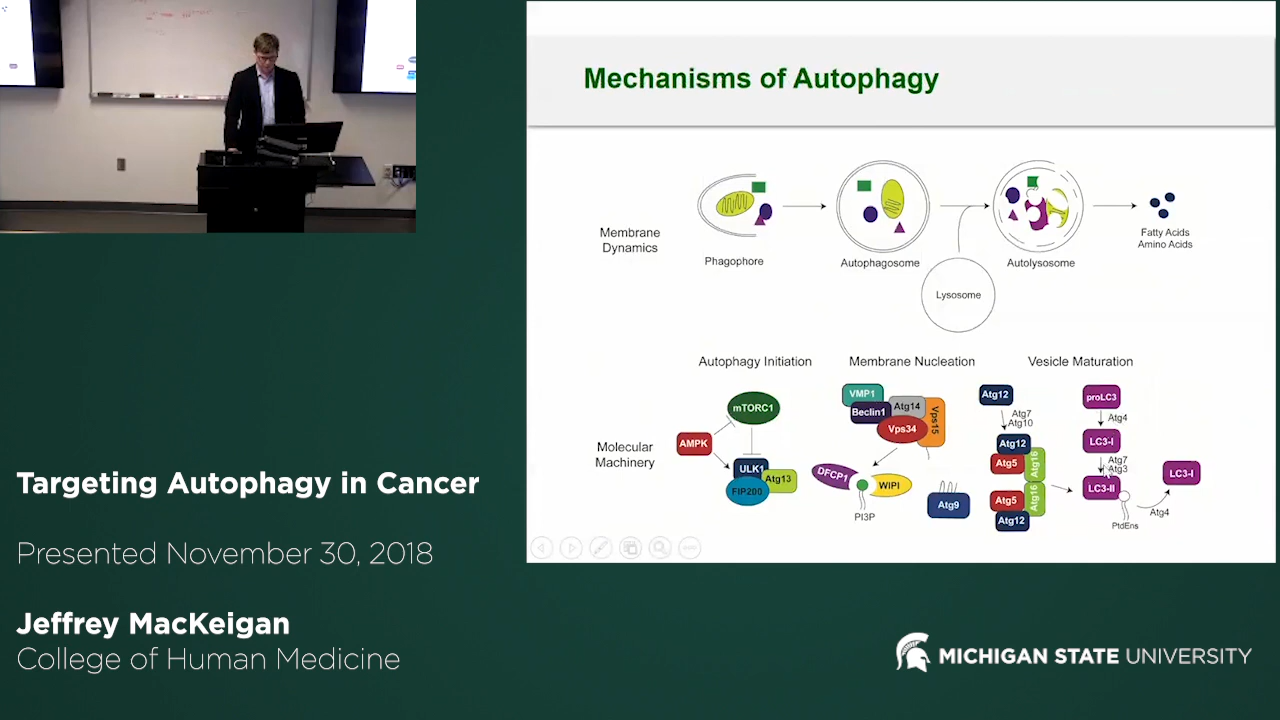 Mechanisms of Autophagy
Membrane
Dynamics
Phagophore
Autophagosome
Autolysosome
Lysosome
Fatty Acids
Amino Acids
Autophagy Initiation
Membrane Nucleation
Vesicle Maturation
Molecular
Machinery
mTORC1
AMPK
ULK1
Atg13
FIP200
VMP1
Beclin1
Atg14
Vps15
Vps34
DFCP1
WIPI
PI3P
Atg9
Atg12
Atg7
Atg10
Atg12
Atg5
Atg16
Atg16
Atg5
Atg12
proLC3
Atg4
LC3-I
Atg7
Atg3
LC3-II
PtdEns
Atg4
LC3-I
Targeting Autophagy in Cancer
Presented November 30, 2018
Jeffrey MacKeigan
College of Human Medicine
MICHIGAN STATE UNIVERSITY